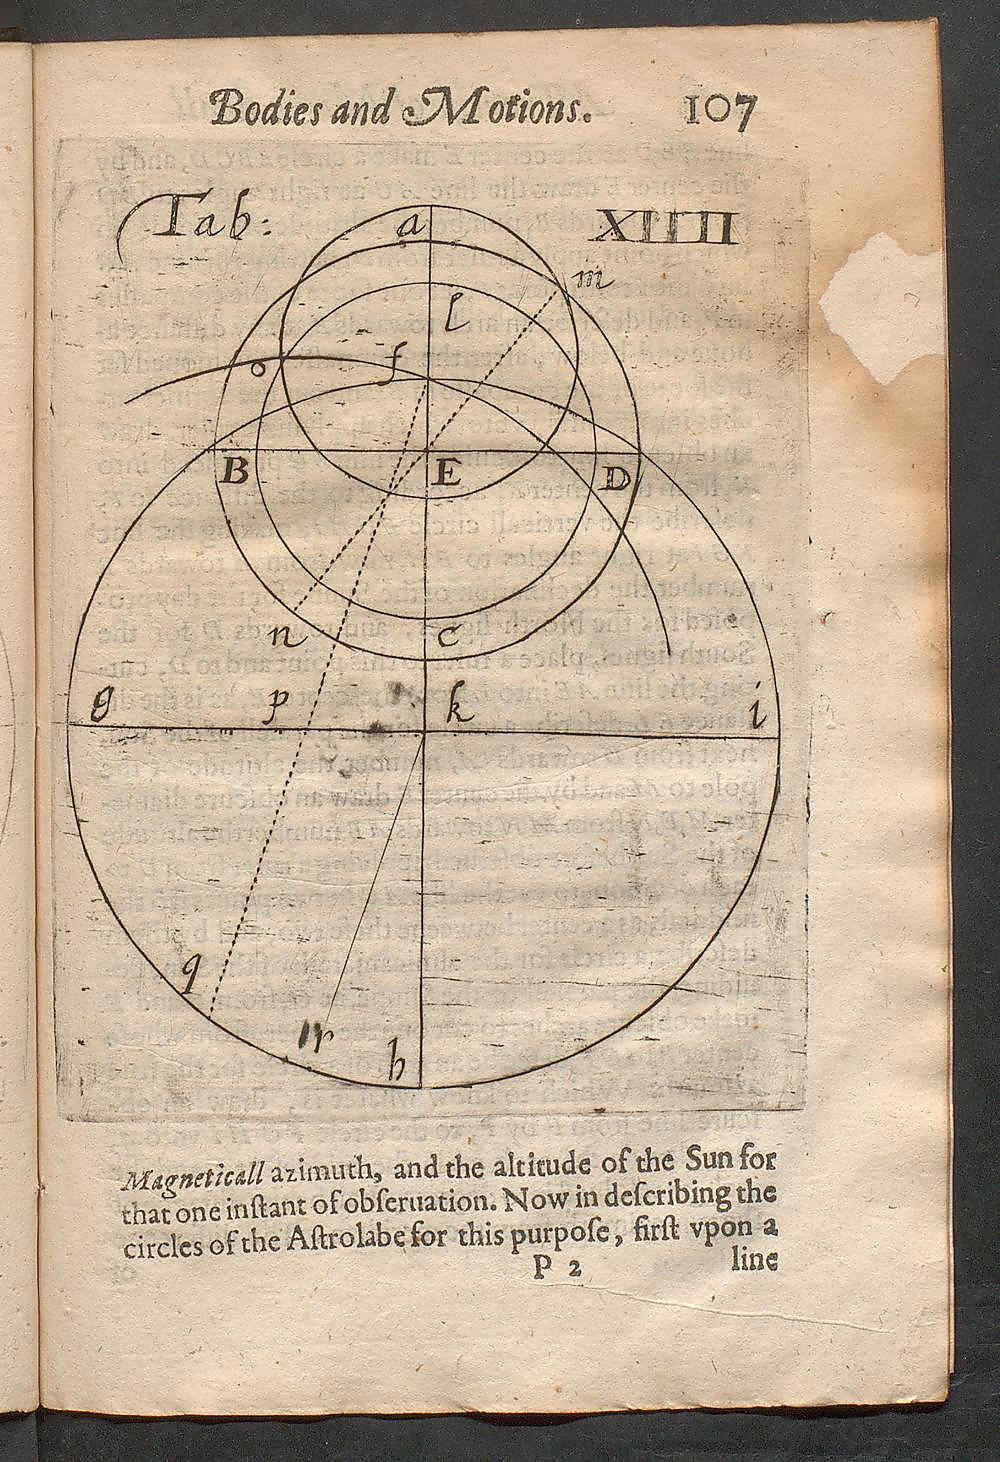 Bodies and Motions. 107
Tab: XIIIII
a
m
l
f
o
B E D
n C
g p k i
q
r
h
Magneticall azimuth, and the altitude of the Sun for
that one inſtant of obſeruation. Now in deſcribing the
circles of the Aſtrolabe for this purpoſe, firſt vpon a
P 2 line